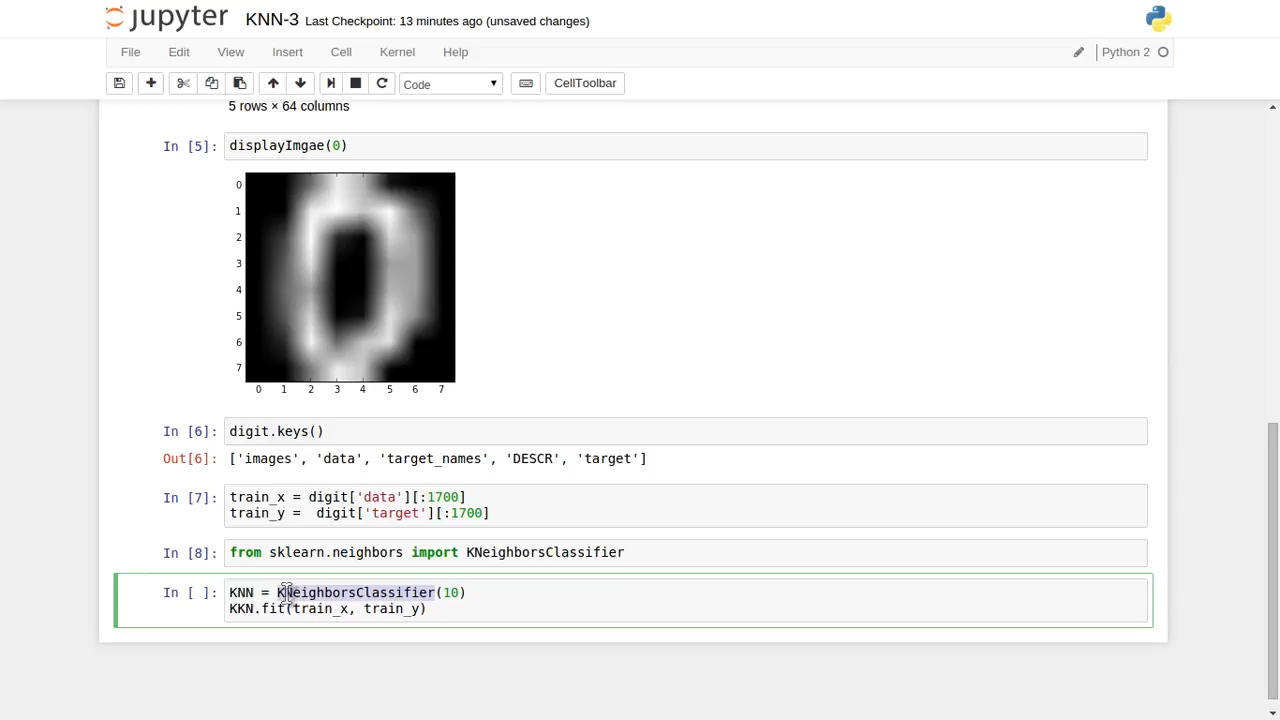 jupyter KNN-3 Last Checkpoint: 13 minutes ago (unsaved changes)
File Edit View Insert Cell Kernel Help Python 2
Code CellToolbar
5 rows × 64 columns
In [5]: displayImgae(0)
0
1
2
3
4
5
6
7
0 1 2 3 4 5 6 7
In [6]: digit.keys()
Out[6]: ['images', 'data', 'target_names', 'DESCR', 'target']
In [7]: train_x = digit['data'][:1700]
train_y =  digit['target'][:1700]
In [8]: from sklearn.neighbors import KNeighborsClassifier
In [ ]: KNN = KNeighborsClassifier(10)
KKN.fit(train_x, train_y)